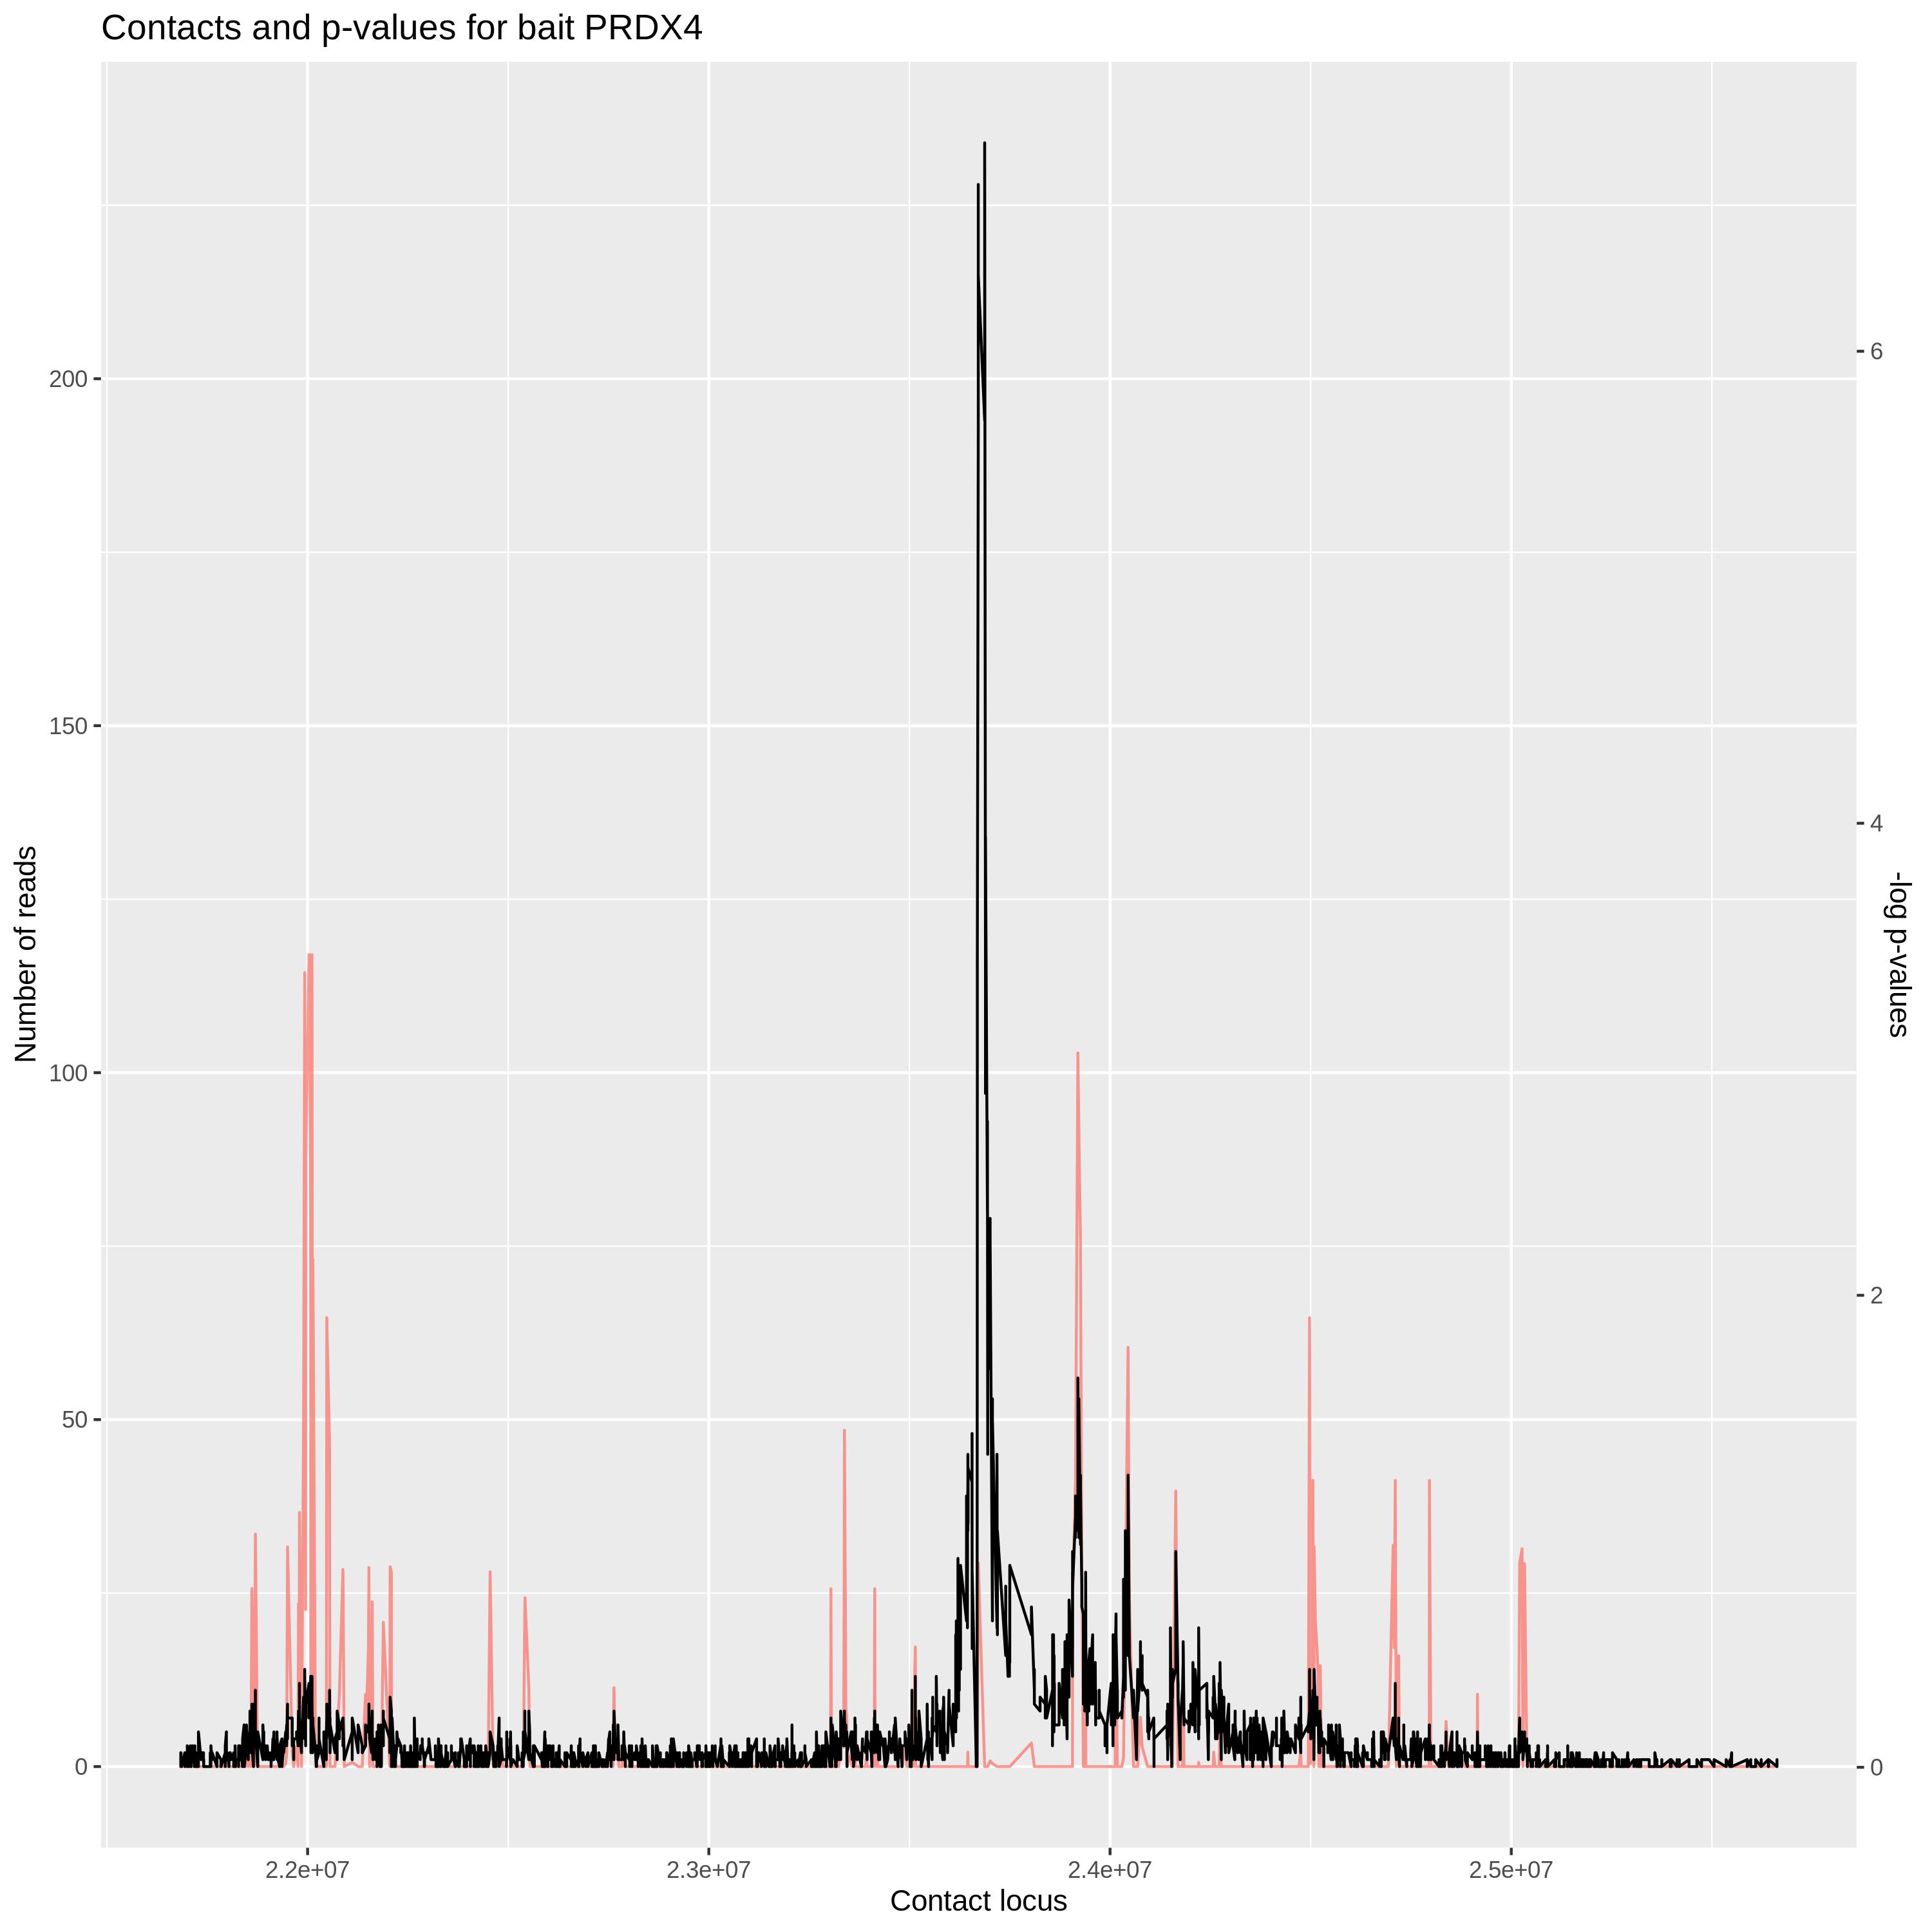 Contacts and p-values for bait PRDX4
Number of reads
200
150
100
50
0
6
4
2
0
-log p-values
2.2e+07
2.3e+07
2.4e+07
2.5e+07
Contact locus